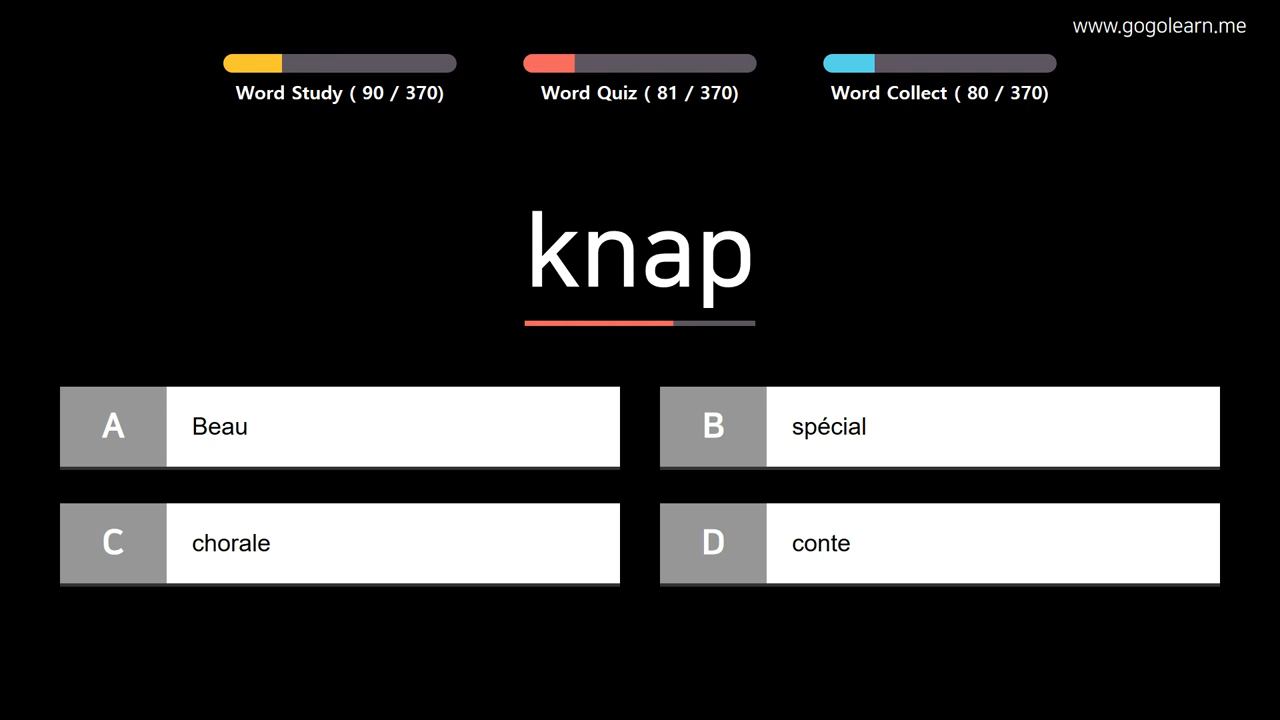 www.gogolearn.me
Word Study ( 90 / 370)
Word Quiz ( 81 / 370)
Word Collect ( 80 / 370)
knap
A Beau
B spécial
C chorale
D conte